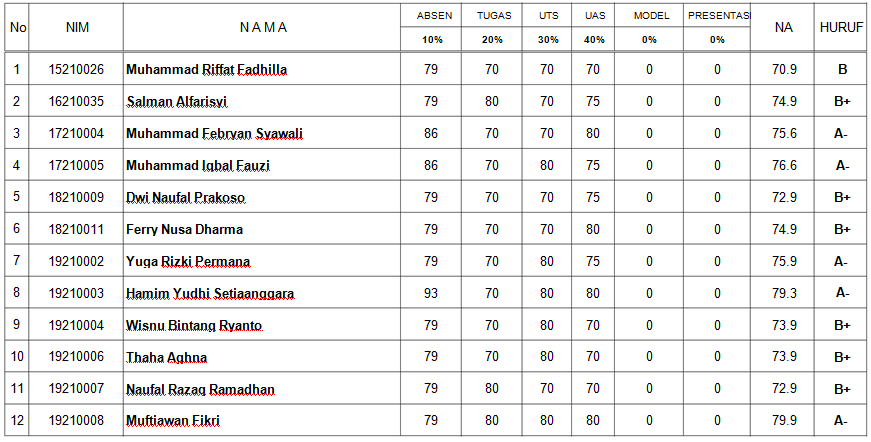 No NIM N A M A ABSEN TUGAS UTS UAS MODEL PRESENTAS NA HURUF
10% 20% 30% 40% 0% 0%
1 15210026 Muhammad Riffat Fadhilla 79 70 70 70 0 0 70.9 B
2 16210035 Salman Alfarisyi 79 80 70 75 0 0 74.9 B+
3 17210004 Muhammad Febryan Syawali 86 70 70 80 0 0 75.6 A-
4 17210005 Muhammad Iqbal Fauzi 86 70 80 75 0 0 76.6 A-
5 18210009 Dwi Naufal Prakoso 79 70 70 75 0 0 72.9 B+
6 18210011 Ferry Nusa Dharma 79 70 70 80 0 0 74.9 B+
7 19210002 Yuga Rizki Permana 79 70 80 75 0 0 75.9 A-
8 19210003 Hamim Yudhi Setiaanggara 93 70 80 80 0 0 79.3 A-
9 19210004 Wisnu Bintang Ryanto 79 70 80 70 0 0 73.9 B+
10 19210006 Thaha Aghna 79 70 80 70 0 0 73.9 B+
11 19210007 Naufal Razaq Ramadhan 79 80 70 70 0 0 72.9 B+
12 19210008 Muftiawan Fikri 79 80 80 80 0 0 79.9 A-